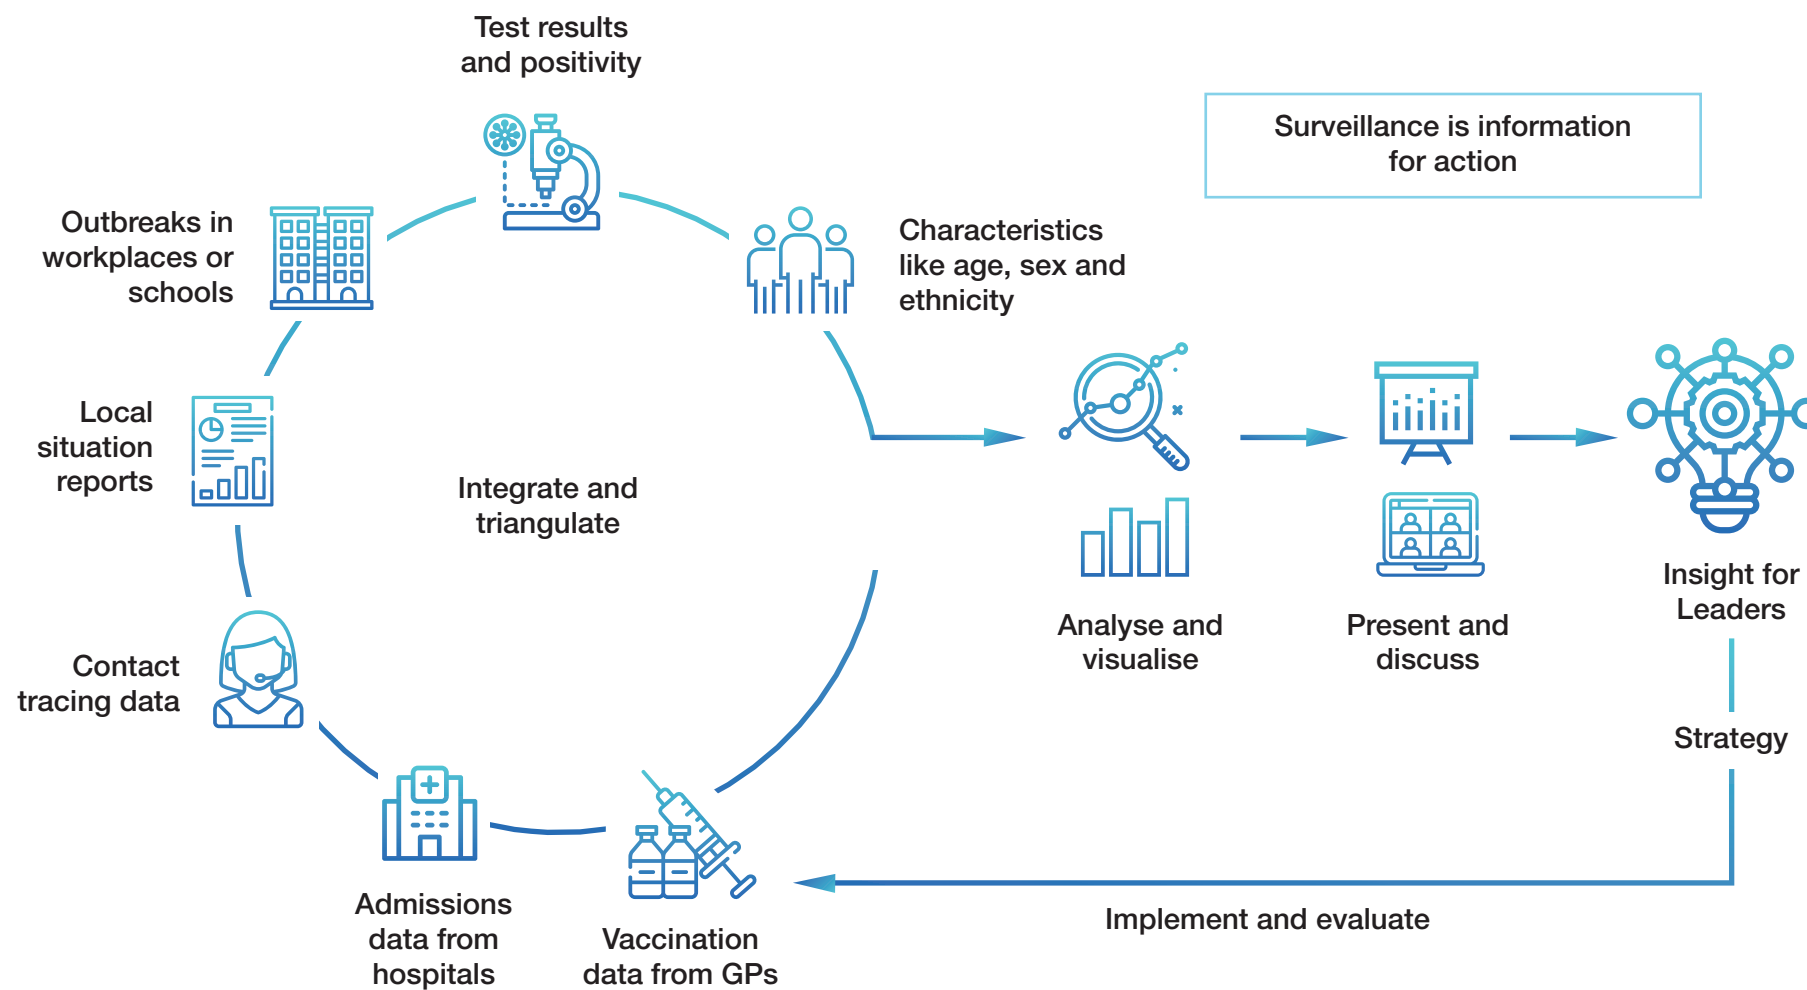 Test results
and positivity
Surveillance is information
for action
Outbreaks in
workplaces or
schools
Characteristics
like age, sex and
ethnicity
Local
situation
reports
Integrate and
triangulate
Contact
tracing data
Analyse and
visualise
Present and
discuss
Insight for
Leaders
Strategy
Implement and evaluate
Admissions
data from
hospitals
Vaccination
data from GPs